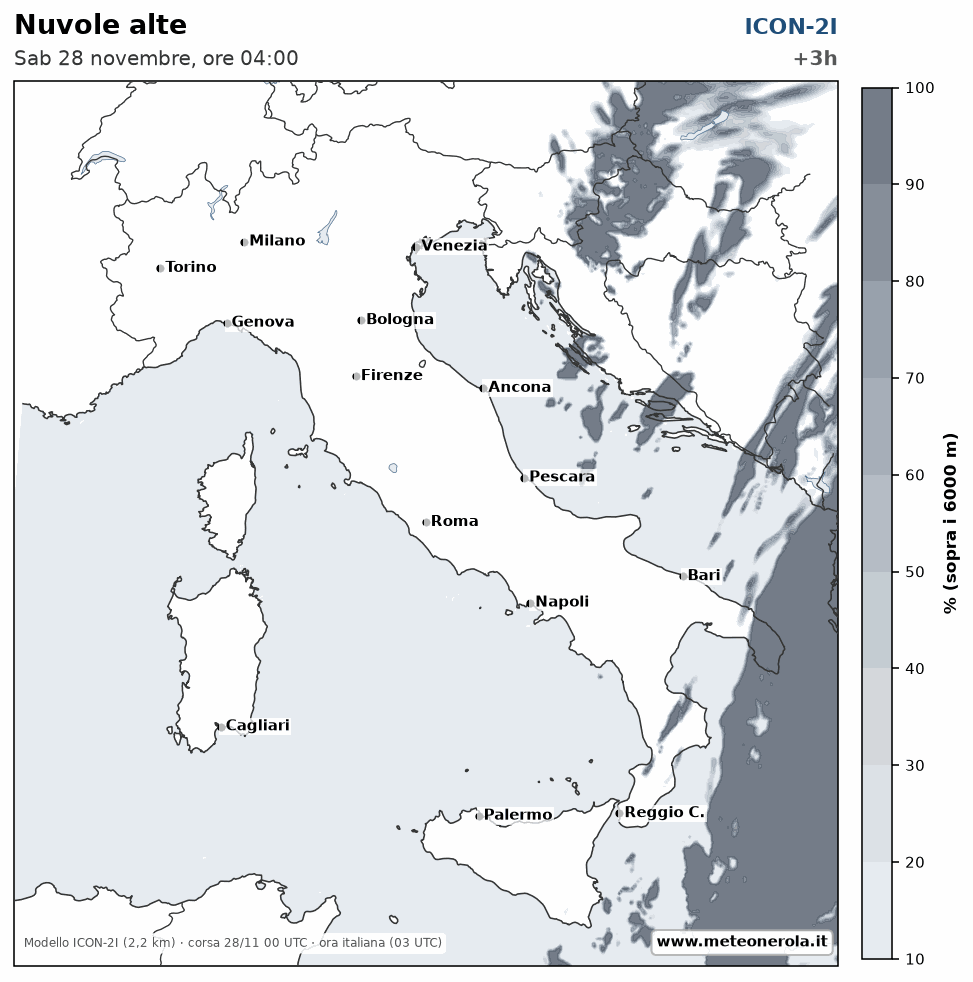 Nuvole alte
ICON-2I
Sab 28 novembre, ore 04:00
+3h
100
90
80
70
60
50
40
30
20
10
% (sopra i 6000 m)
Milano
Venezia
Torino
Genova
Bologna
Firenze
Ancona
Pescara
Roma
Bari
Napoli
Cagliari
Palermo
Reggio C.
Modello ICON-2I (2,2 km) · corsa 28/11 00 UTC · ora italiana (03 UTC)
www.meteonerola.it